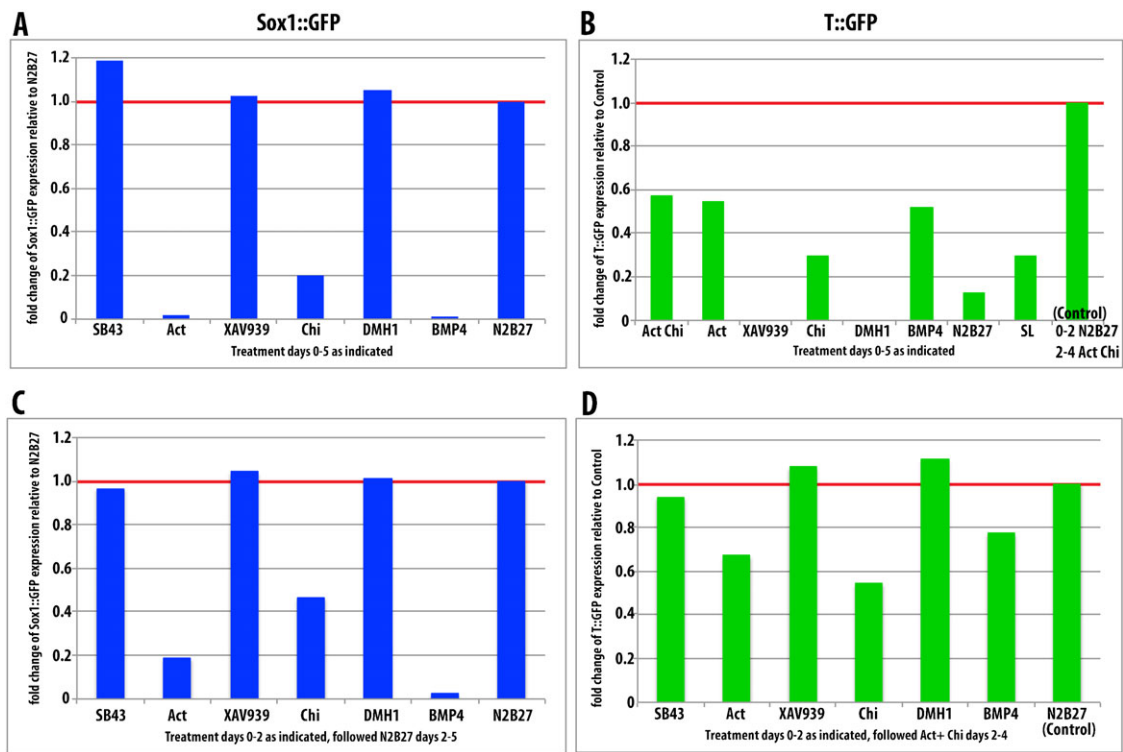 A
Sox1::GFP
fold change of Sox1::GFP expression relative to N2B27
1.2
1.0
0.8
0.6
0.4
0.2
0
SB43 Act XAV939 Chi DMH1 BMP4 N2B27
Treatment days 0-5 as indicated
B
T::GFP
fold change of T::GFP expression relative to Control
1.2
1.0
0.8
0.6
0.4
0.2
0
(Control)
Act Chi Act XAV939 Chi DMH1 BMP4 N2B27 SL 0-2 N2B27
Treatment days 0-5 as indicated
2-4 Act Chi
C
fold change of Sox1::GFP expression relative to N2B27
1.2
1.0
0.8
0.6
0.4
0.2
0
SB43 Act XAV939 Chi DMH1 BMP4 N2B27
Treatment days 0-2 as indicated, followed N2B27 days 2-5
D
fold change of T::GFP expression relative to Control
1.2
1.0
0.8
0.6
0.4
0.2
0
SB43 Act XAV939 Chi DMH1 BMP4 N2B27
(Control)
Treatment days 0-2 as indicated, followed Act+ Chi days 2-4